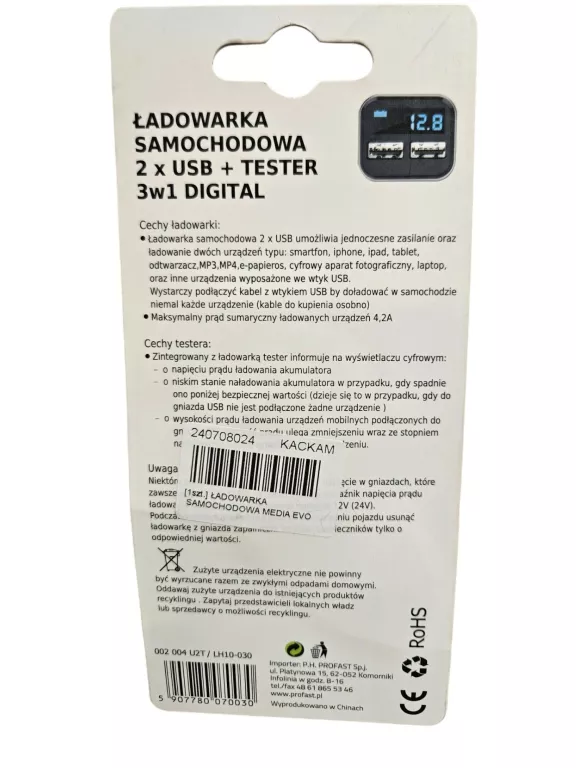 ŁADOWARKA
SAMOCHODOWA
2 x USB + TESTER
3w1 DIGITAL
12.8
Cechy ładowarki:
• Ładowarka samochodowa 2 x USB umożliwia jednoczesne zasilanie oraz
ładowanie dwóch urządzeń typu: smartfon, iphone, ipad, tablet,
odtwarzacz,MP3,MP4,e-papieros, cyfrowy aparat fotograficzny, laptop,
oraz inne urządzenia wyposażone we wtyk USB.
Wystarczy podłączyć kabel z wtykiem USB by doładować w samochodzie
niemal każde urządzenie (kable do kupienia osobno)
• Maksymalny prąd sumaryczny ładowanych urządzeń 4,2A
Cechy testera:
• Zintegrowany z ładowarką tester informuje na wyświetlaczu cyfrowym:
– o napięciu prądu ładowania akumulatora
– o niskim stanie naładowania akumulatora w przypadku, gdy spadnie
ono poniżej bezpiecznej wartości (dzieje się to w przypadku, gdy do
gniazda USB nie jest podłączone żadne urządzenie )
– o wysokości prądu ładowania urządzeń mobilnych podłączonych do
ulega zmniejszeniu wraz ze stopniem
240708024 KACKAM
[1szt.] ŁADOWARKA
SAMOCHODOWA MEDIA EVO
Uwaga
w gniazdach, które
zawsze napięcia prądu
(24V).
pojazdu usunąć
ładowarkę z gniazda tylko o
odpowiedniej wartości.
Zużyte urządzenia elektryczne nie powinny
być wyrzucane razem ze zwykłymi odpadami domowymi.
Oddawaj zużyte urządzenia do istniejących produktów
recyklingu . Zapytaj przedstawicieli lokalnych władz
lub sprzedawcy o możliwości recyklingu.
002 004 U2T / LH10-030
5 907780 070030
Importer: P.H. PROFAST Sp.j.
ul. Platynowa 15, 62-052 Komorniki
Infolinia w godz. 8-16
tel./fax 48 61 865 53 46
www.profast.pl
Wyprodukowano w Chinach
CE RoHS